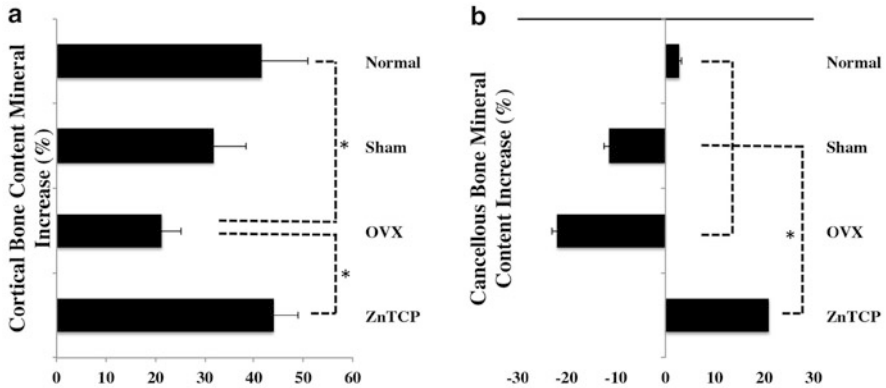 a
Cortical Bone Content Mineral
Increase (%)
Normal
*
Sham
OVX
*
ZnTCP
0 10 20 30 40 50 60
b
Cancellous Bone Mineral
Content Increase (%)
Normal
Sham
OVX
*
ZnTCP
-30 -20 -10 0 10 20 30